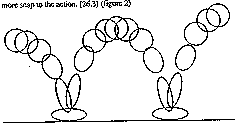 more snap to the action. [26.3] (figure 2)